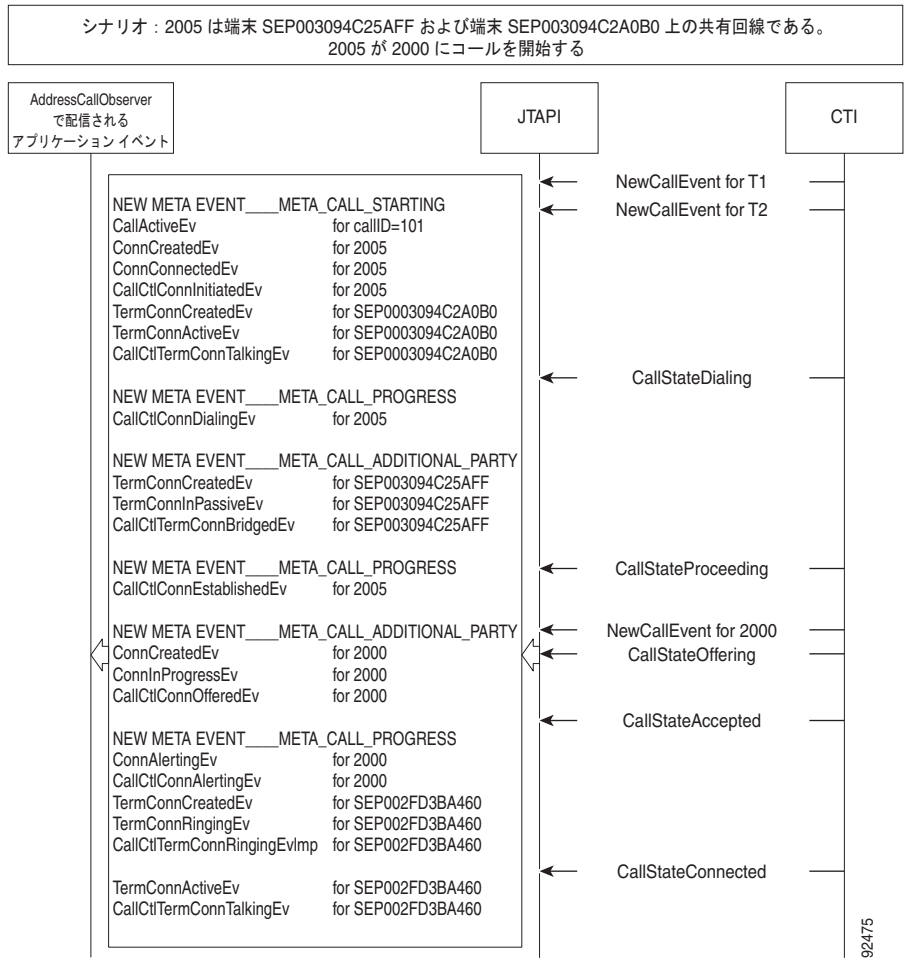 シナリオ：2005 は端末 SEP003094C25AFF および端末 SEP003094C2A0B0 上の共有回線である。
2005 が 2000 にコールを開始する
AddressCallObserver
で配信される
アプリケーション イベント
JTAPI
CTI
NewCallEvent for T1
NEW META EVENT____META_CALL_STARTING
NewCallEvent for T2
CallActiveEv for callID=101
ConnCreatedEv for 2005
ConnConnectedEv for 2005
CallCtlConnInitiatedEv for 2005
TermConnCreatedEv for SEP0003094C2A0B0
TermConnActiveEv for SEP0003094C2A0B0
CallCtlTermConnTalkingEv for SEP0003094C2A0B0
CallStateDialing
NEW META EVENT____META_CALL_PROGRESS
CallCtlConnDialingEv for 2005
NEW META EVENT____META_CALL_ADDITIONAL_PARTY
TermConnCreatedEv for SEP003094C25AFF
TermConnInPassiveEv for SEP003094C25AFF
CallCtlTermConnBridgedEv for SEP003094C25AFF
NEW META EVENT____META_CALL_PROGRESS
CallStateProceeding
CallCtlConnEstablishedEv for 2005
NEW META EVENT____META_CALL_ADDITIONAL_PARTY
NewCallEvent for 2000
ConnCreatedEv for 2000
CallStateOffering
ConnInProgressEv for 2000
CallCtlConnOfferedEv for 2000
CallStateAccepted
NEW META EVENT____META_CALL_PROGRESS
ConnAlertingEv for 2000
CallCtlConnAlertingEv for 2000
TermConnCreatedEv for SEP002FD3BA460
TermConnRingingEv for SEP002FD3BA460
CallCtlTermConnRingingEvImp for SEP002FD3BA460
CallStateConnected
TermConnActiveEv for SEP002FD3BA460
CallCtlTermConnTalkingEv for SEP002FD3BA460
92475